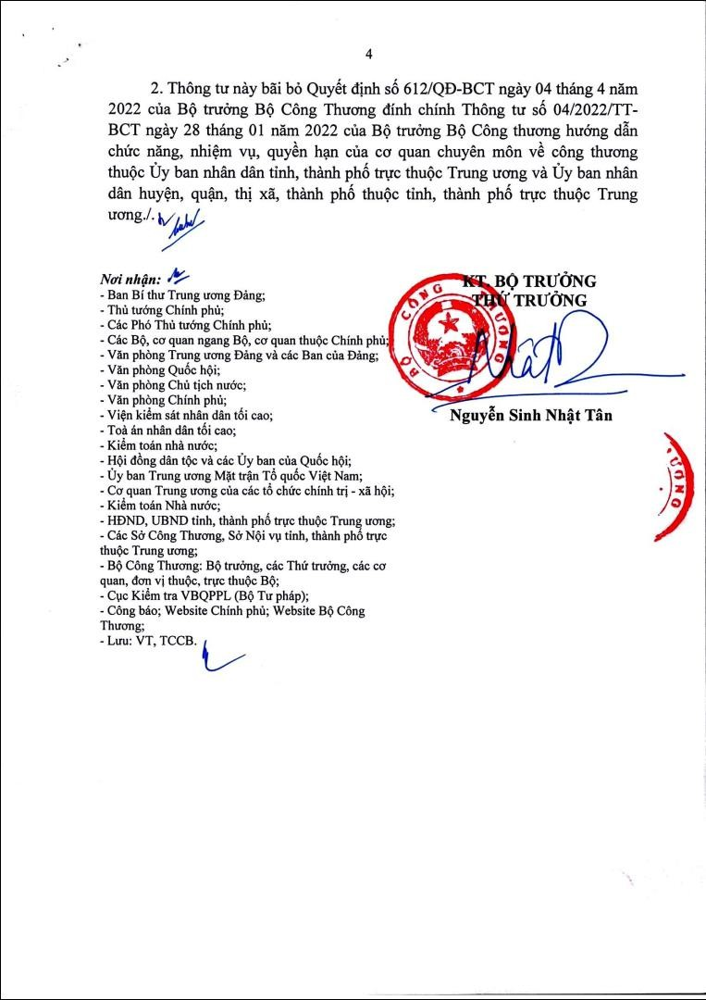 4
2. Thông tư này bãi bỏ Quyết định số 612/QĐ-BCT ngày 04 tháng 4 năm
2022 của Bộ trưởng Bộ Công Thương đính chính Thông tư số 04/2022/TT-
BCT ngày 28 tháng 01 năm 2022 của Bộ trưởng Bộ Công thương hướng dẫn
chức năng, nhiệm vụ, quyền hạn của cơ quan chuyên môn về công thương
thuộc Ủy ban nhân dân tỉnh, thành phố trực thuộc Trung ương và Ủy ban nhân
dân huyện, quận, thị xã, thành phố thuộc tỉnh, thành phố trực thuộc Trung
ương./.
Nơi nhận:
- Ban Bí thư Trung ương Đảng;
- Thủ tướng Chính phủ;
- Các Phó Thủ tướng Chính phủ;
- Các Bộ, cơ quan ngang Bộ, cơ quan thuộc Chính phủ;
- Văn phòng Trung ương Đảng và các Ban của Đảng;
- Văn phòng Quốc hội;
- Văn phòng Chủ tịch nước;
- Văn phòng Chính phủ;
- Viện kiểm sát nhân dân tối cao;
- Toà án nhân dân tối cao;
- Kiểm toán nhà nước;
- Hội đồng dân tộc và các Ủy ban của Quốc hội;
- Ủy ban Trung ương Mặt trận Tổ quốc Việt Nam;
- Cơ quan Trung ương của các tổ chức chính trị - xã hội;
- Kiểm toán Nhà nước;
- HĐND, UBND tỉnh, thành phố trực thuộc Trung ương;
- Các Sở Công Thương, Sở Nội vụ tỉnh, thành phố trực
thuộc Trung ương;
- Bộ Công Thương: Bộ trưởng, các Thứ trưởng, các cơ
quan, đơn vị thuộc, trực thuộc Bộ;
- Cục Kiểm tra VBQPPL (Bộ Tư pháp);
- Công báo; Website Chính phủ; Website Bộ Công
Thương;
- Lưu: VT, TCCB.
KT. BỘ TRƯỞNG
THỨ TRƯỞNG
BỘ CÔNG THƯƠNG
Nhật
Nguyễn Sinh Nhật Tân
ƯƠNG